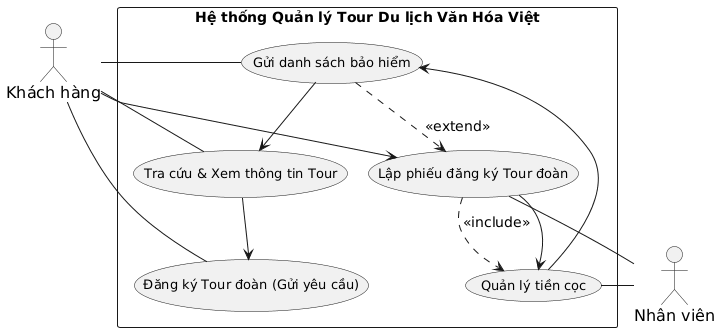 Hệ thống Quản lý Tour Du lịch Văn Hóa Việt
Gửi danh sách bảo hiểm
Khách hàng
«extend»
Tra cứu & Xem thông tin Tour
Lập phiếu đăng ký Tour đoàn
«include»
Đăng ký Tour đoàn (Gửi yêu cầu)
Quản lý tiền cọc
Nhân viên